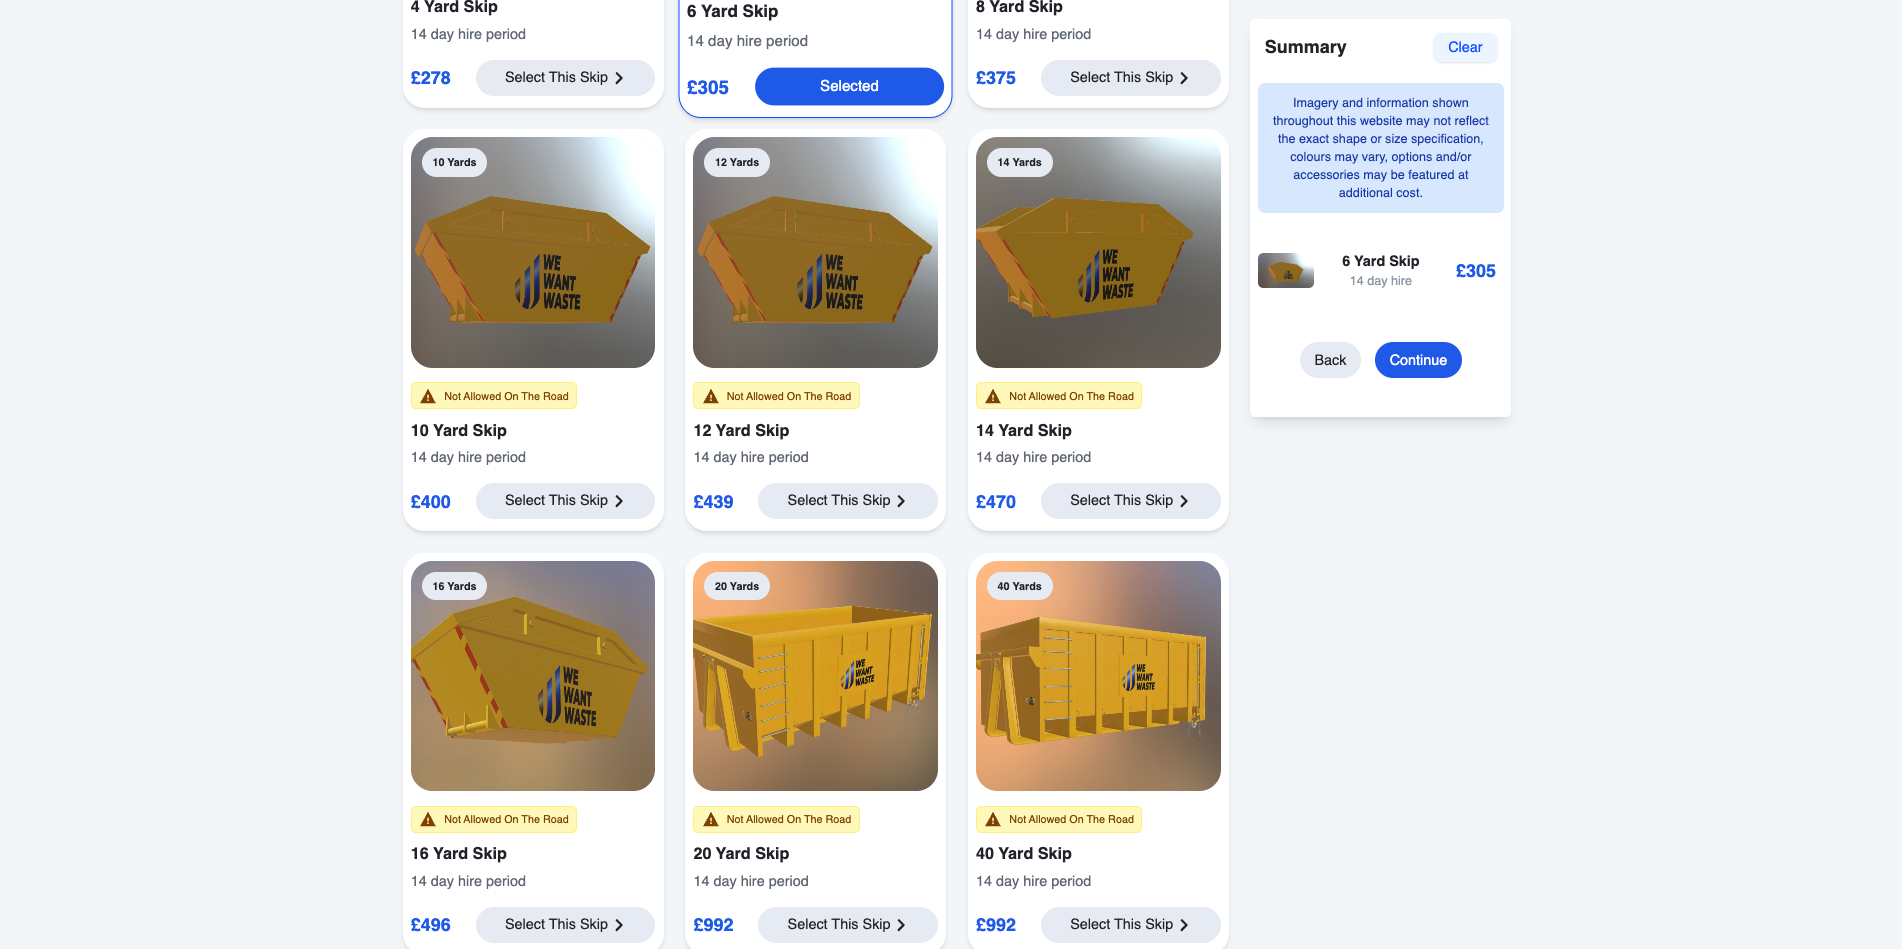 4 Yard Skip
14 day hire period
£278
Select This Skip
6 Yard Skip
14 day hire period
£305
Selected
8 Yard Skip
14 day hire period
£375
Select This Skip
10 Yards
WE
WANT
WASTE
Not Allowed On The Road
10 Yard Skip
14 day hire period
£400
Select This Skip
12 Yards
WE
WANT
WASTE
Not Allowed On The Road
12 Yard Skip
14 day hire period
£439
Select This Skip
14 Yards
WE
WANT
WASTE
Not Allowed On The Road
14 Yard Skip
14 day hire period
£470
Select This Skip
16 Yards
WE
WANT
WASTE
Not Allowed On The Road
16 Yard Skip
14 day hire period
£496
Select This Skip
20 Yards
WE
WANT
WASTE
Not Allowed On The Road
20 Yard Skip
14 day hire period
£992
Select This Skip
40 Yards
WE
WANT
WASTE
Not Allowed On The Road
40 Yard Skip
14 day hire period
£992
Select This Skip
Summary
Clear
Imagery and information shown
throughout this website may not reflect
the exact shape or size specification,
colours may vary, options and/or
accessories may be featured at
additional cost.
6 Yard Skip
14 day hire
£305
Back
Continue